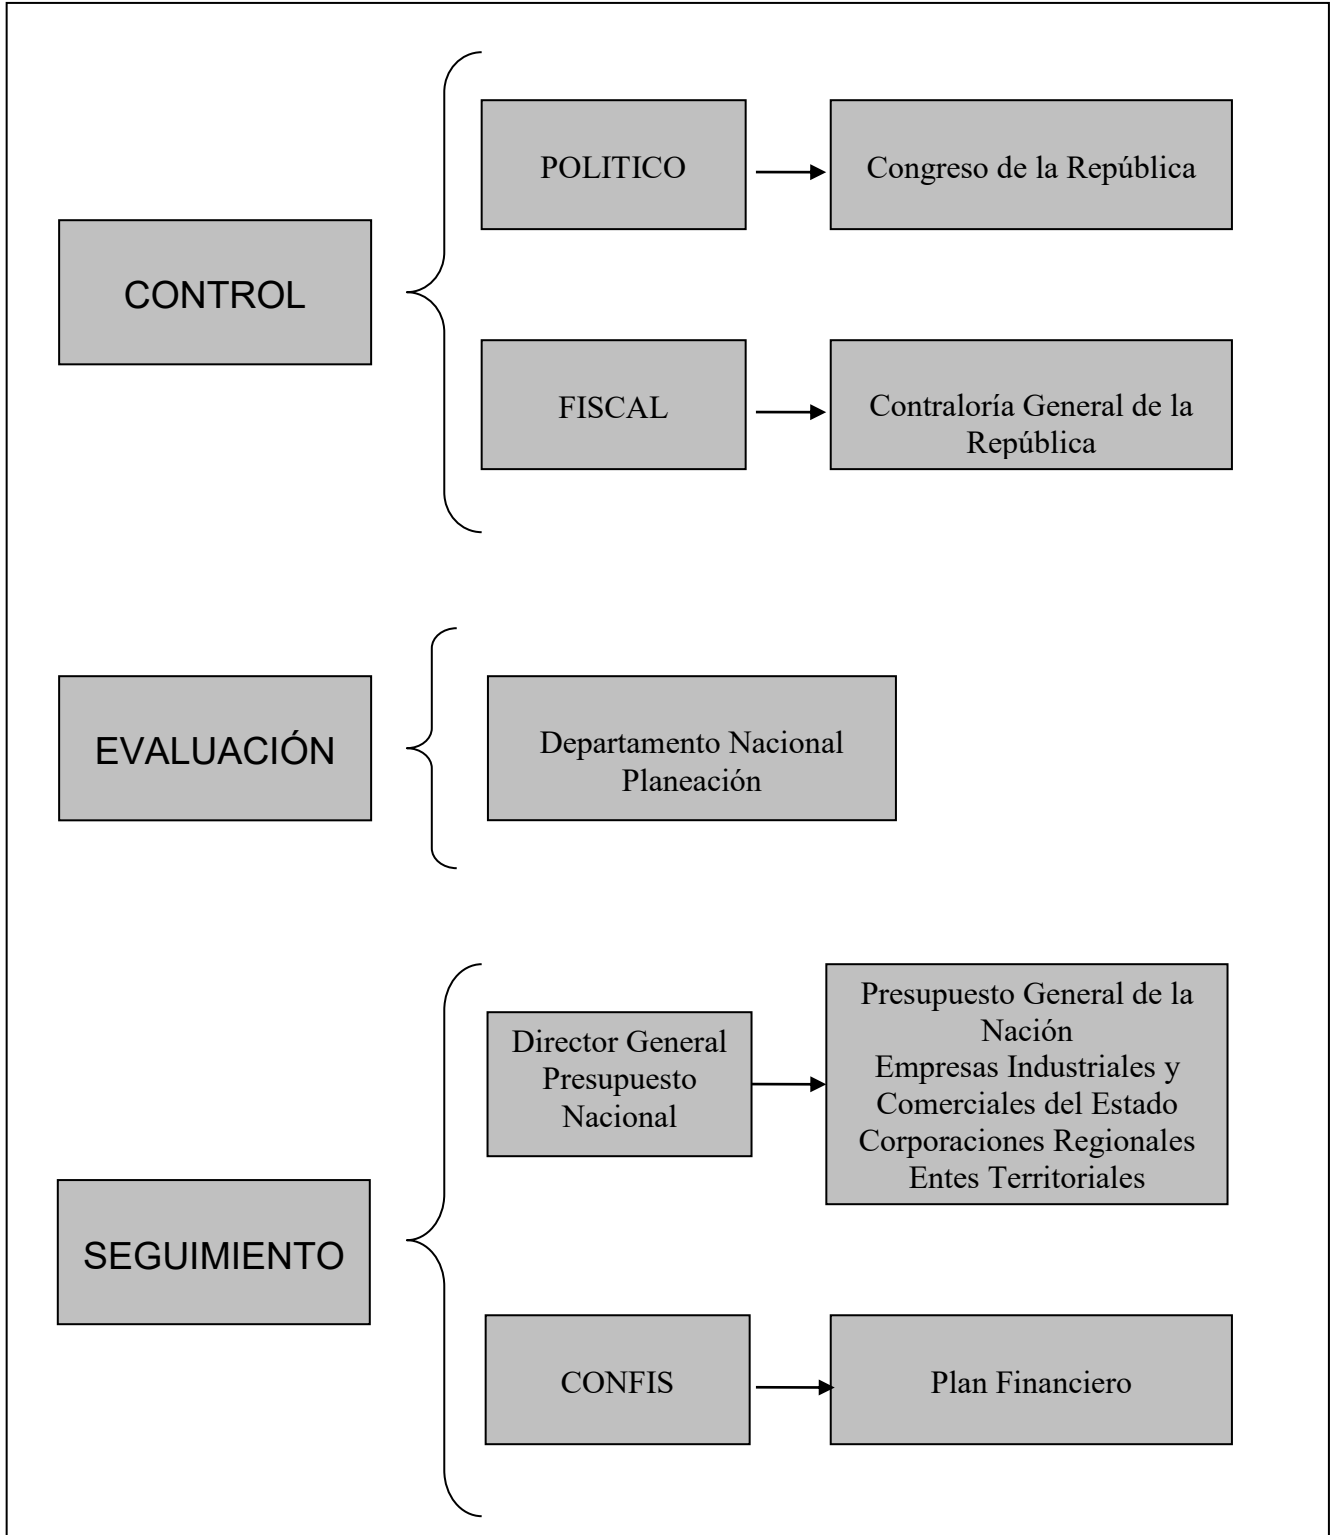 CONTROL
POLITICO
Congreso de la República
FISCAL
Contraloría General de la
República
EVALUACIÓN
Departamento Nacional
Planeación
SEGUIMIENTO
Director General
Presupuesto
Nacional
Presupuesto General de la
Nación
Empresas Industriales y
Comerciales del Estado
Corporaciones Regionales
Entes Territoriales
CONFIS
Plan Financiero